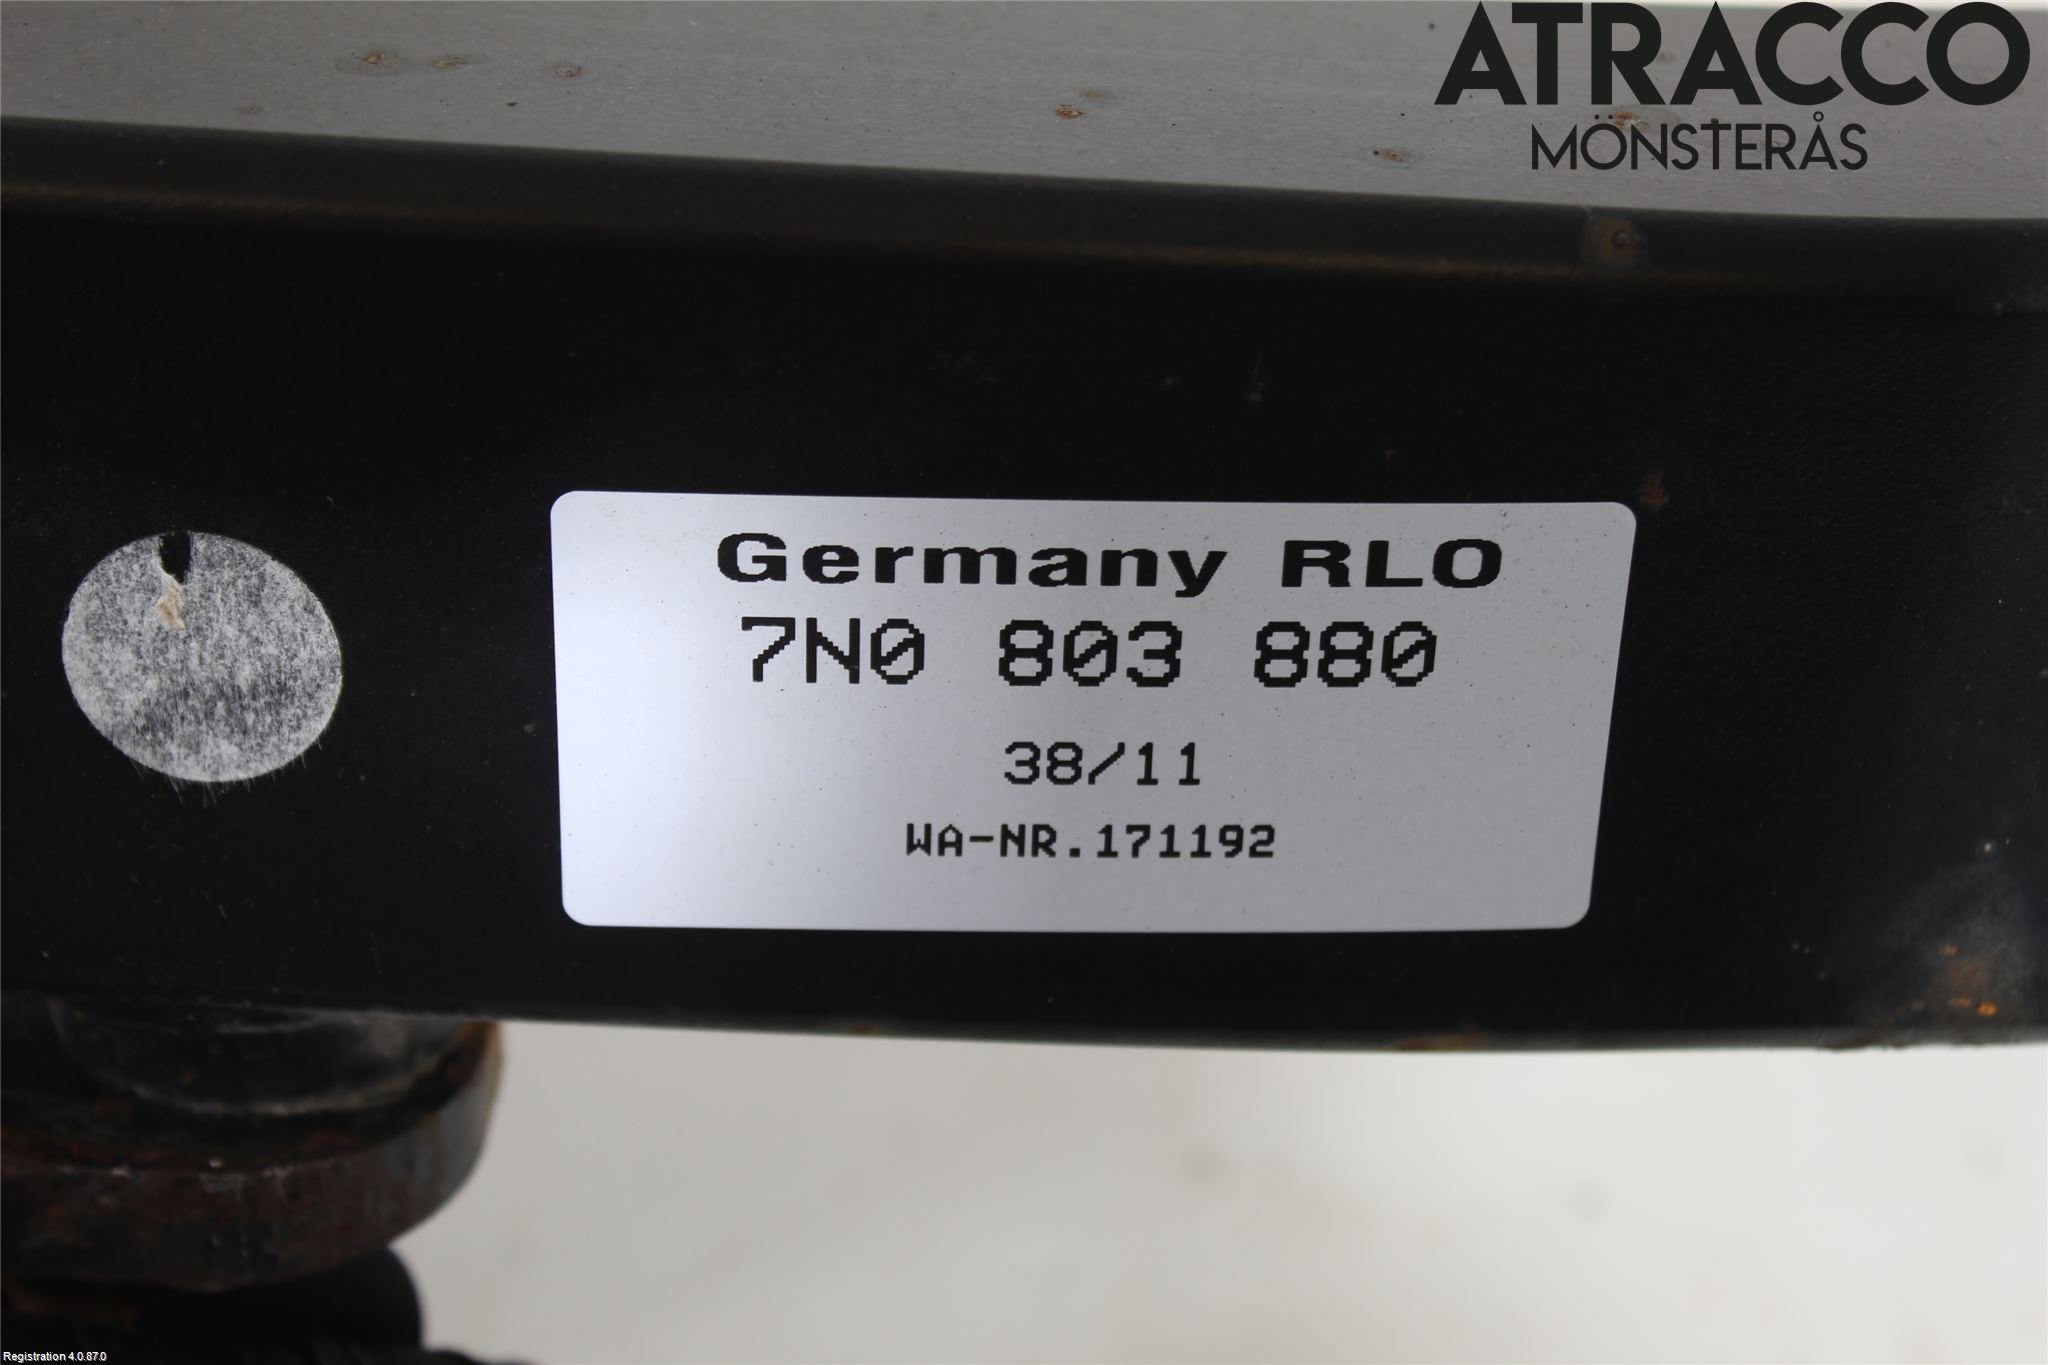 ATRACCO
MÖNSTERÅS
Germany RLO
7N0 803 880
38/11
WA-NR.171192
Registration 4.0.87.0